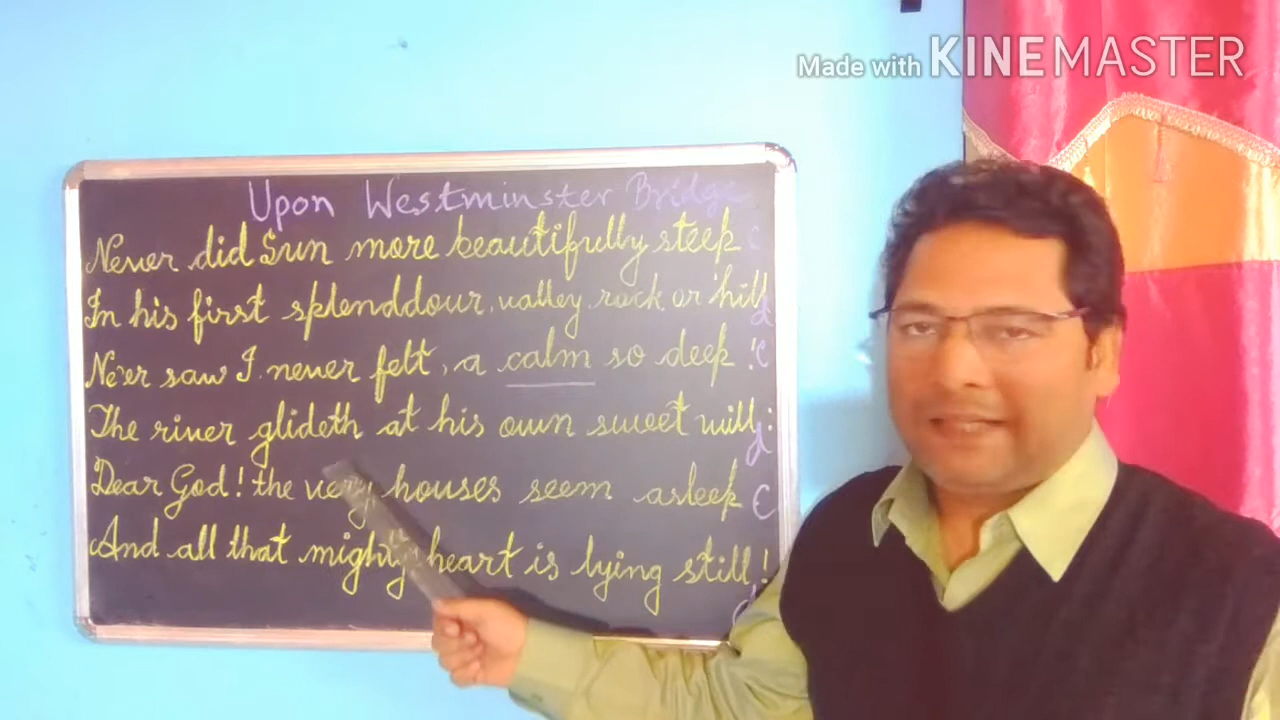 Made with KINEMASTER
Upon Westminster Bridge
Never did Sun more beautifully steep c
In his first splenddour, valley, rock, or hill d
Ne'er saw I, never felt, a calm so deep! c
The river glideth at his own sweet will: d
Dear God! the very houses seem asleep c
And all that mighty heart is lying still! d